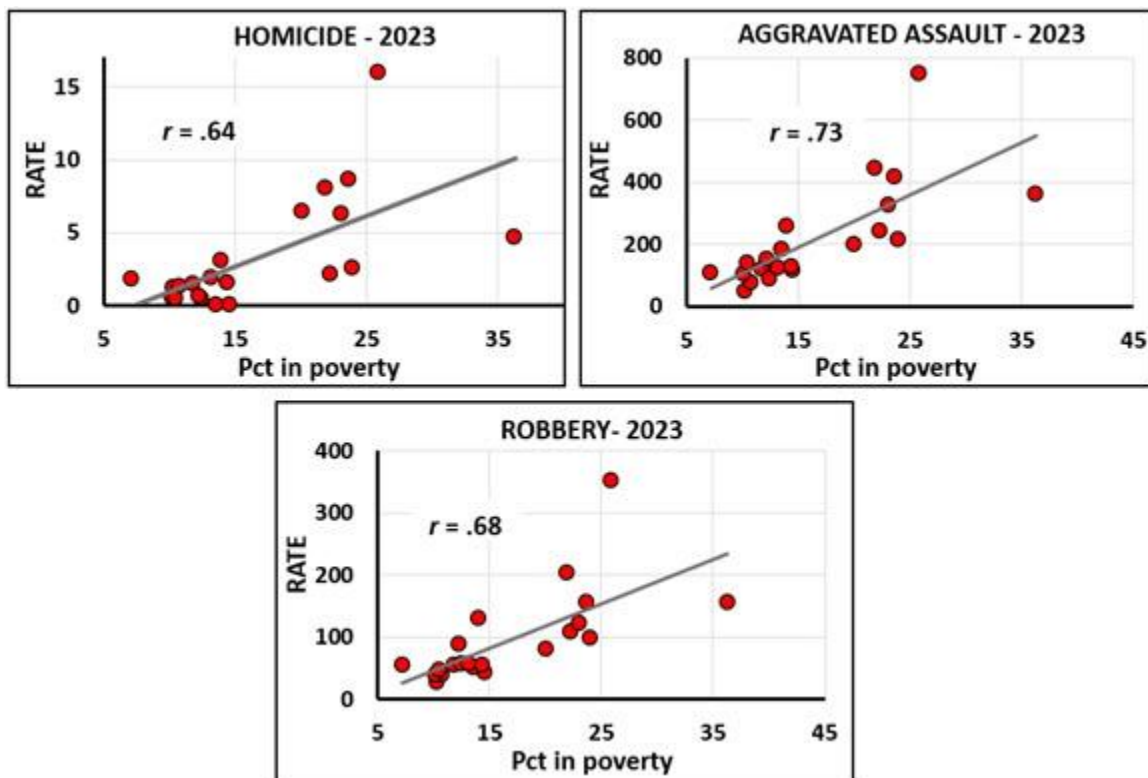 HOMICIDE - 2023
r = .64
RATE
15
10
5
0
5
15
25
35
Pct in poverty
AGGRAVATED ASSAULT - 2023
r = .73
RATE
800
600
400
200
0
5
15
25
35
45
Pct in poverty
ROBBERY- 2023
r = .68
RATE
400
300
200
100
0
5
15
25
35
45
Pct in poverty